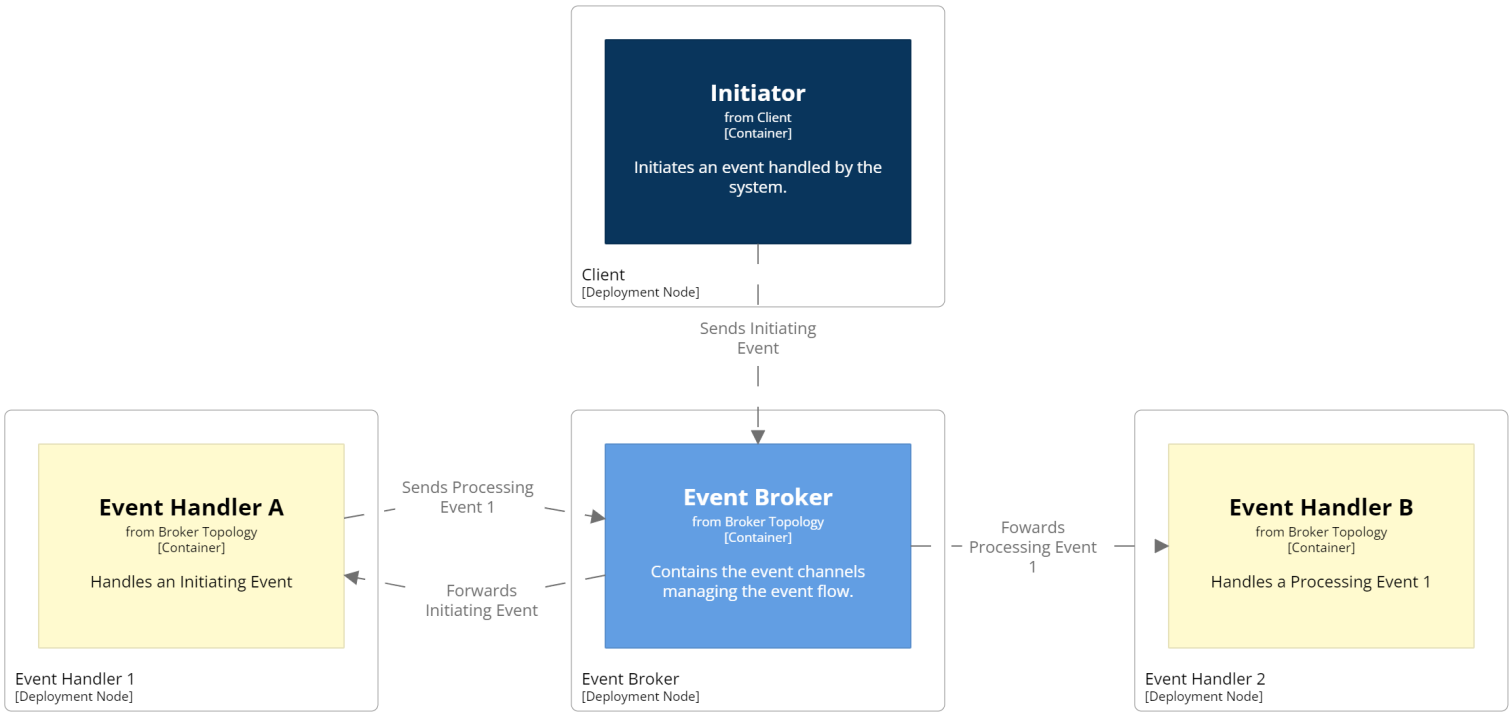 Initiator
from Client
[Container]
Initiates an event handled by the
system.
Client
[Deployment Node]
Sends Initiating
Event
Event Handler A
from Broker Topology
[Container]
Handles an Initiating Event
Event Handler 1
[Deployment Node]
Sends Processing
Event 1
Forwards
Initiating Event
Event Broker
from Broker Topology
[Container]
Contains the event channels
managing the event flow.
Event Broker
[Deployment Node]
Fowards
Processing Event
1
Event Handler B
from Broker Topology
[Container]
Handles a Processing Event 1
Event Handler 2
[Deployment Node]